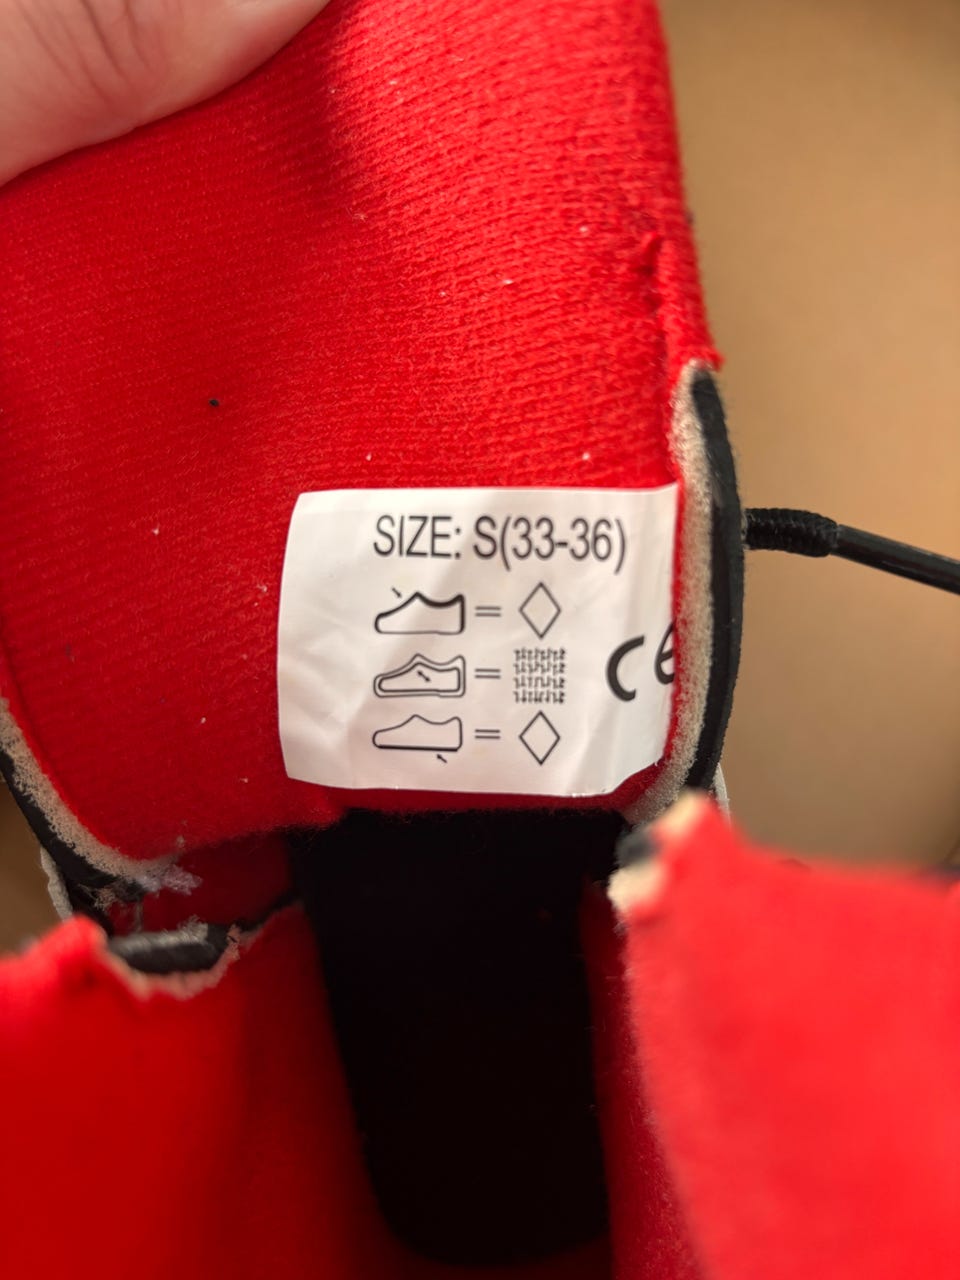 SIZE: S(33-36)
=
=
CE
=